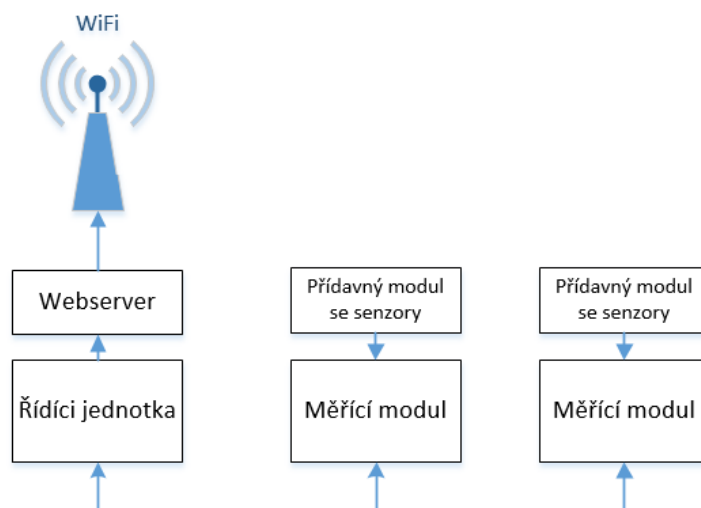 WiFi
Webserver
Přídavný modul
se senzory
Přídavný modul
se senzory
Řídíci jednotka
Měřící modul
Měřící modul